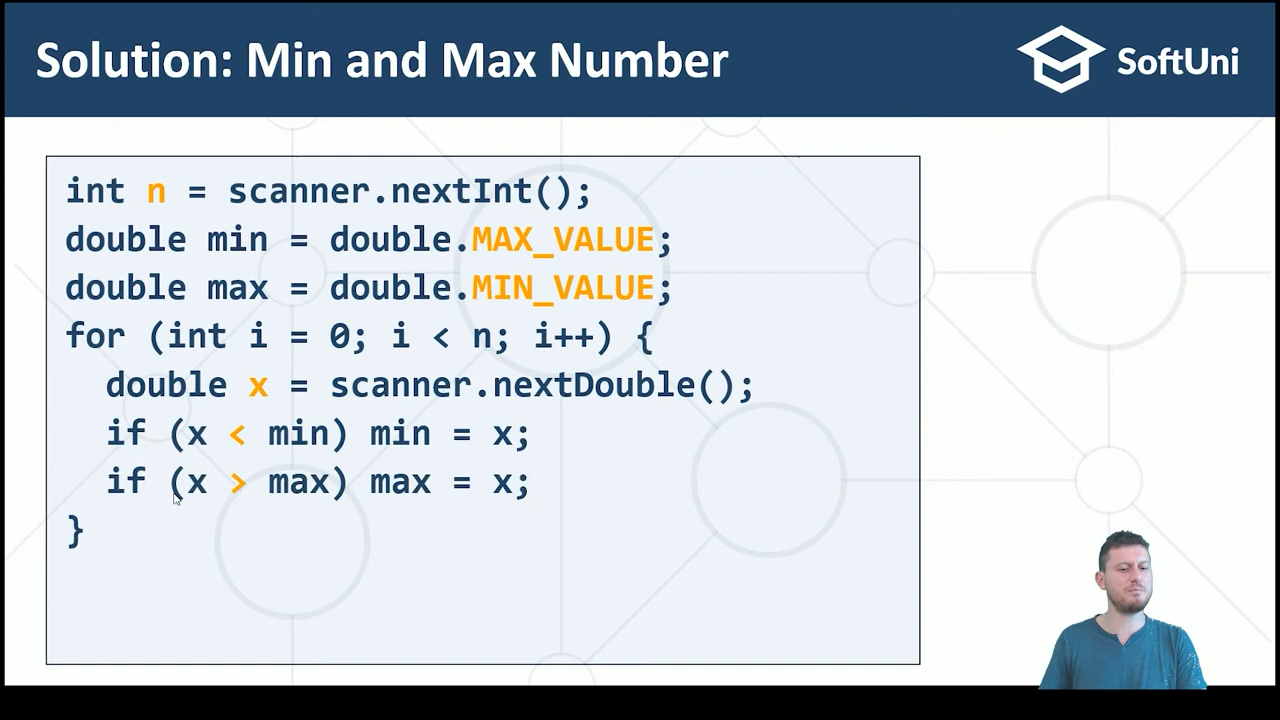 Solution: Min and Max Number
SoftUni
int n = scanner.nextInt();
double min = double.MAX_VALUE;
double max = double.MIN_VALUE;
for (int i = 0; i < n; i++) {
  double x = scanner.nextDouble();
  if (x < min) min = x;
  if (x > max) max = x;
}